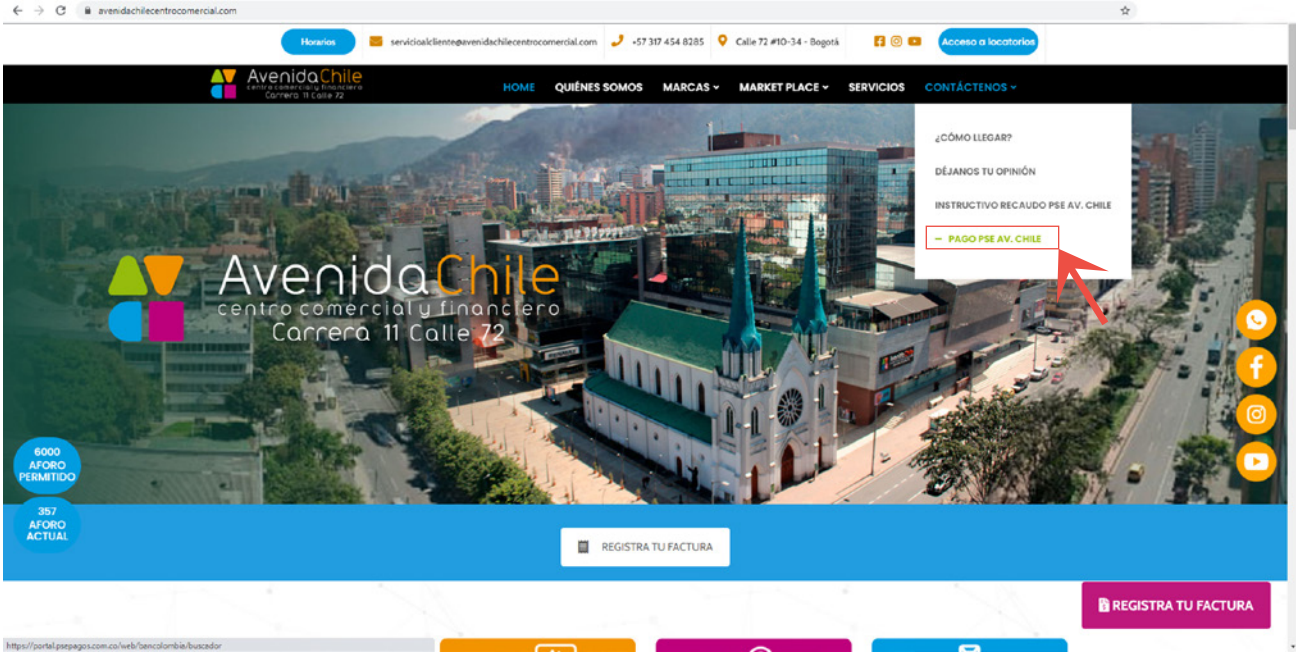 avenidachilecentrocomercial.com
Horarios
servicioalcliente@avenidachilecentrocomercial.com
+57 317 454 8285
Calle 72 #10-34 - Bogotá
Acceso a locatarios
AvenidaChile
centro comercial y financiero
Carrera 11 Calle 72
HOME
QUIÉNES SOMOS
MARCAS
MARKET PLACE
SERVICIOS
CONTÁCTENOS
¿CÓMO LLEGAR?
DÉJANOS TU OPINIÓN
INSTRUCTIVO RECAUDO PSE AV. CHILE
– PAGO PSE AV. CHILE
AvenidaChile
centro comercial y financiero
Carrera 11 Calle 72
6000
AFORO
PERMITIDO
357
AFORO
ACTUAL
REGISTRA TU FACTURA
REGISTRA TU FACTURA
https://portal.psepagos.com.co/web/bancolombia/buscador